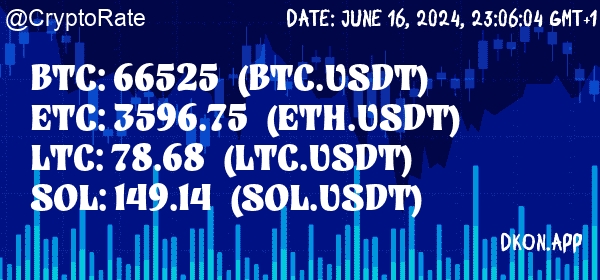 @CryptoRate
DATE: JUNE 16, 2024, 23:06:04 GMT+1
BTC: 66525 (BTC.USDT)
ETC: 3596.75 (ETH.USDT)
LTC: 78.68 (LTC.USDT)
SOL: 149.14 (SOL.USDT)
DKON.APP